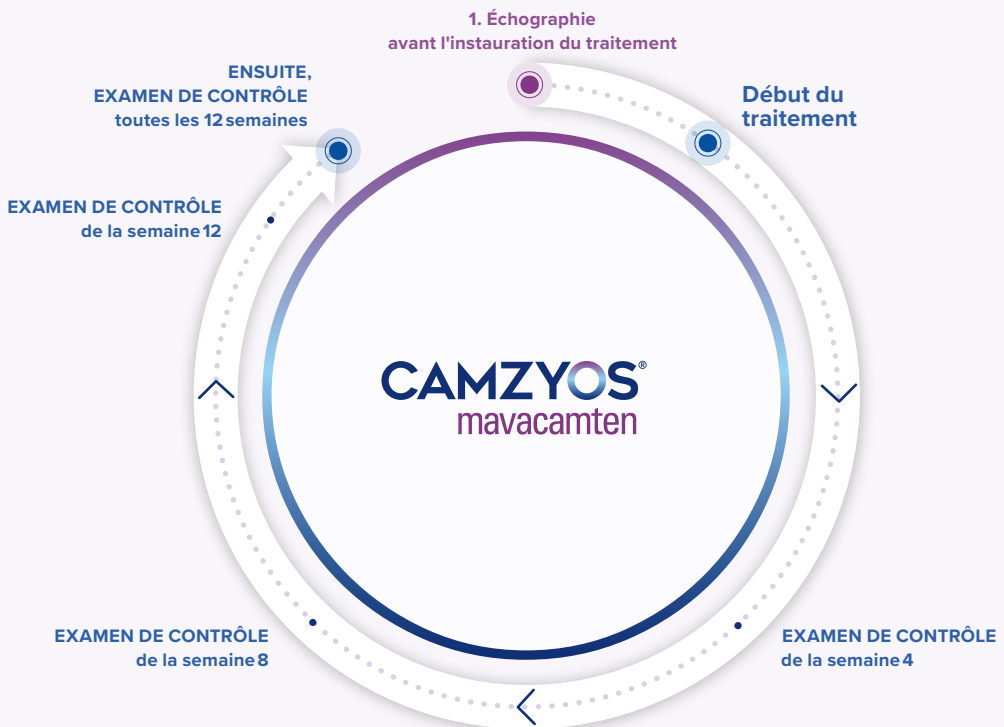 1. Échographie
avant l'instauration du traitement
Début du
traitement
EXAMEN DE CONTRÔLE
de la semaine 4
EXAMEN DE CONTRÔLE
de la semaine 8
EXAMEN DE CONTRÔLE
de la semaine 12
ENSUITE,
EXAMEN DE CONTRÔLE
toutes les 12 semaines
CAMZYOS®
mavacamten